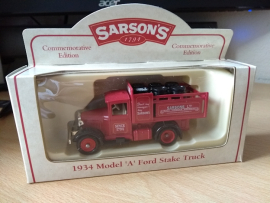 acer
SARSON'S
1794
Commemorative
Edition
Commemorative
Edition
1934 Model 'A' Ford Stake Truck